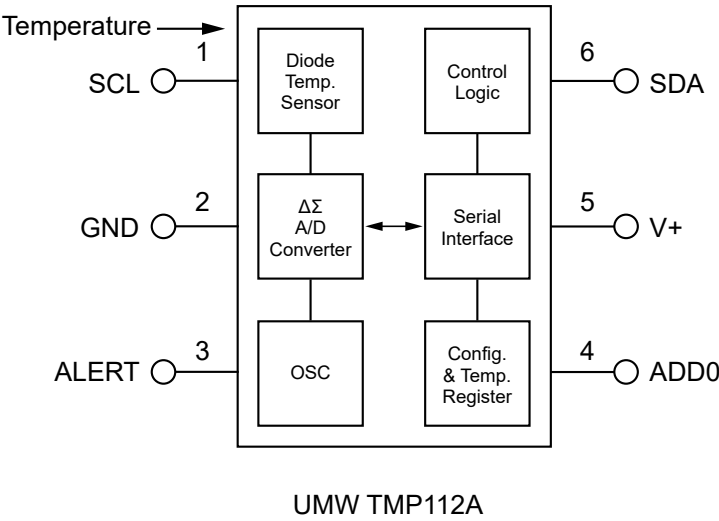 Temperature
1
SCL
Diode
Temp.
Sensor
Control
Logic
6
SDA
2
GND
ΔΣ
A/D
Converter
Serial
Interface
5
V+
3
ALERT
OSC
Config.
& Temp.
Register
4
ADD0
UMW TMP112A